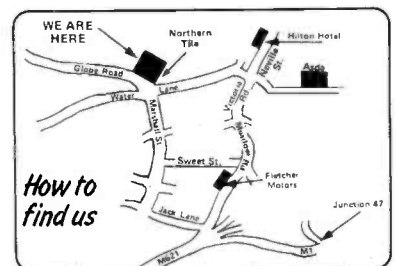 WE ARE
HERE
Northern
Tile
Hilton Hotel
Neville
St.
Asda
Globe Road
Water
Lane
Victoria
Rd
Marshall St.
Meadow Rd
Sweet St.
Fletcher
Motors
How to
find us
Jack Lane
Junction 47
M621
M1